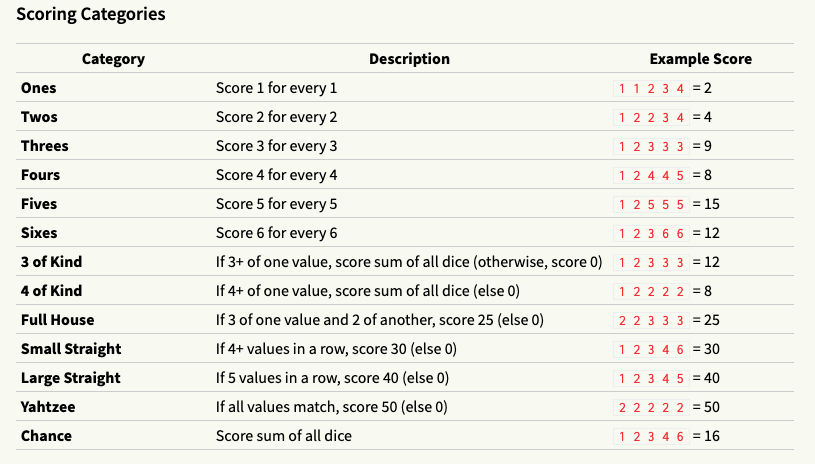 Scoring Categories
Category Description Example Score
Ones Score 1 for every 1 1 1 2 3 4 = 2
Twos Score 2 for every 2 1 2 2 3 4 = 4
Threes Score 3 for every 3 1 2 3 3 3 = 9
Fours Score 4 for every 4 1 2 4 4 5 = 8
Fives Score 5 for every 5 1 2 5 5 5 = 15
Sixes Score 6 for every 6 1 2 3 6 6 = 12
3 of Kind If 3+ of one value, score sum of all dice (otherwise, score 0) 1 2 3 3 3 = 12
4 of Kind If 4+ of one value, score sum of all dice (else 0) 1 2 2 2 2 = 8
Full House If 3 of one value and 2 of another, score 25 (else 0) 2 2 3 3 3 = 25
Small Straight If 4+ values in a row, score 30 (else 0) 1 2 3 4 6 = 30
Large Straight If 5 values in a row, score 40 (else 0) 1 2 3 4 5 = 40
Yahtzee If all values match, score 50 (else 0) 2 2 2 2 2 = 50
Chance Score sum of all dice 1 2 3 4 6 = 16